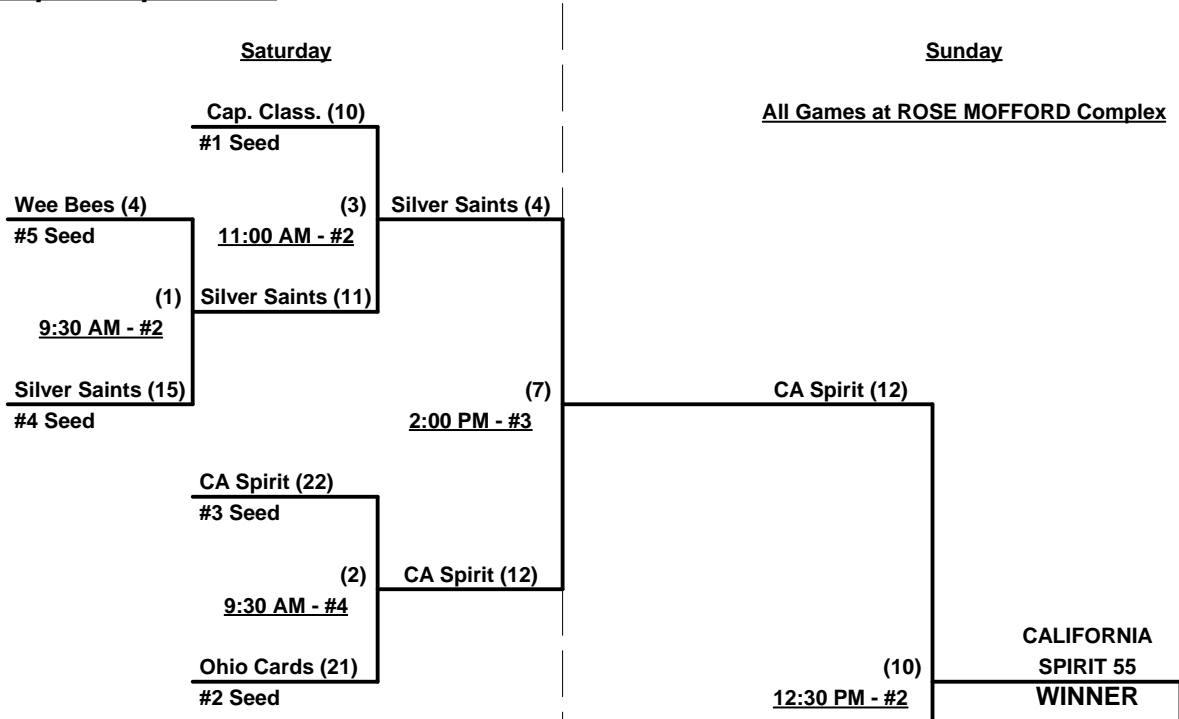 Saturday
Sunday
Cap. Class. (10)
All Games at ROSE MOFFORD Complex
#1 Seed
Wee Bees (4)
(3)
Silver Saints (4)
#5 Seed
11:00 AM - #2
(1)
Silver Saints (11)
9:30 AM - #2
Silver Saints (15)
(7)
CA Spirit (12)
#4 Seed
2:00 PM - #3
CA Spirit (22)
#3 Seed
(2)
CA Spirit (12)
9:30 AM - #4
CALIFORNIA
Ohio Cards (21)
(10)
SPIRIT 55
#2 Seed
12:30 PM - #2
WINNER